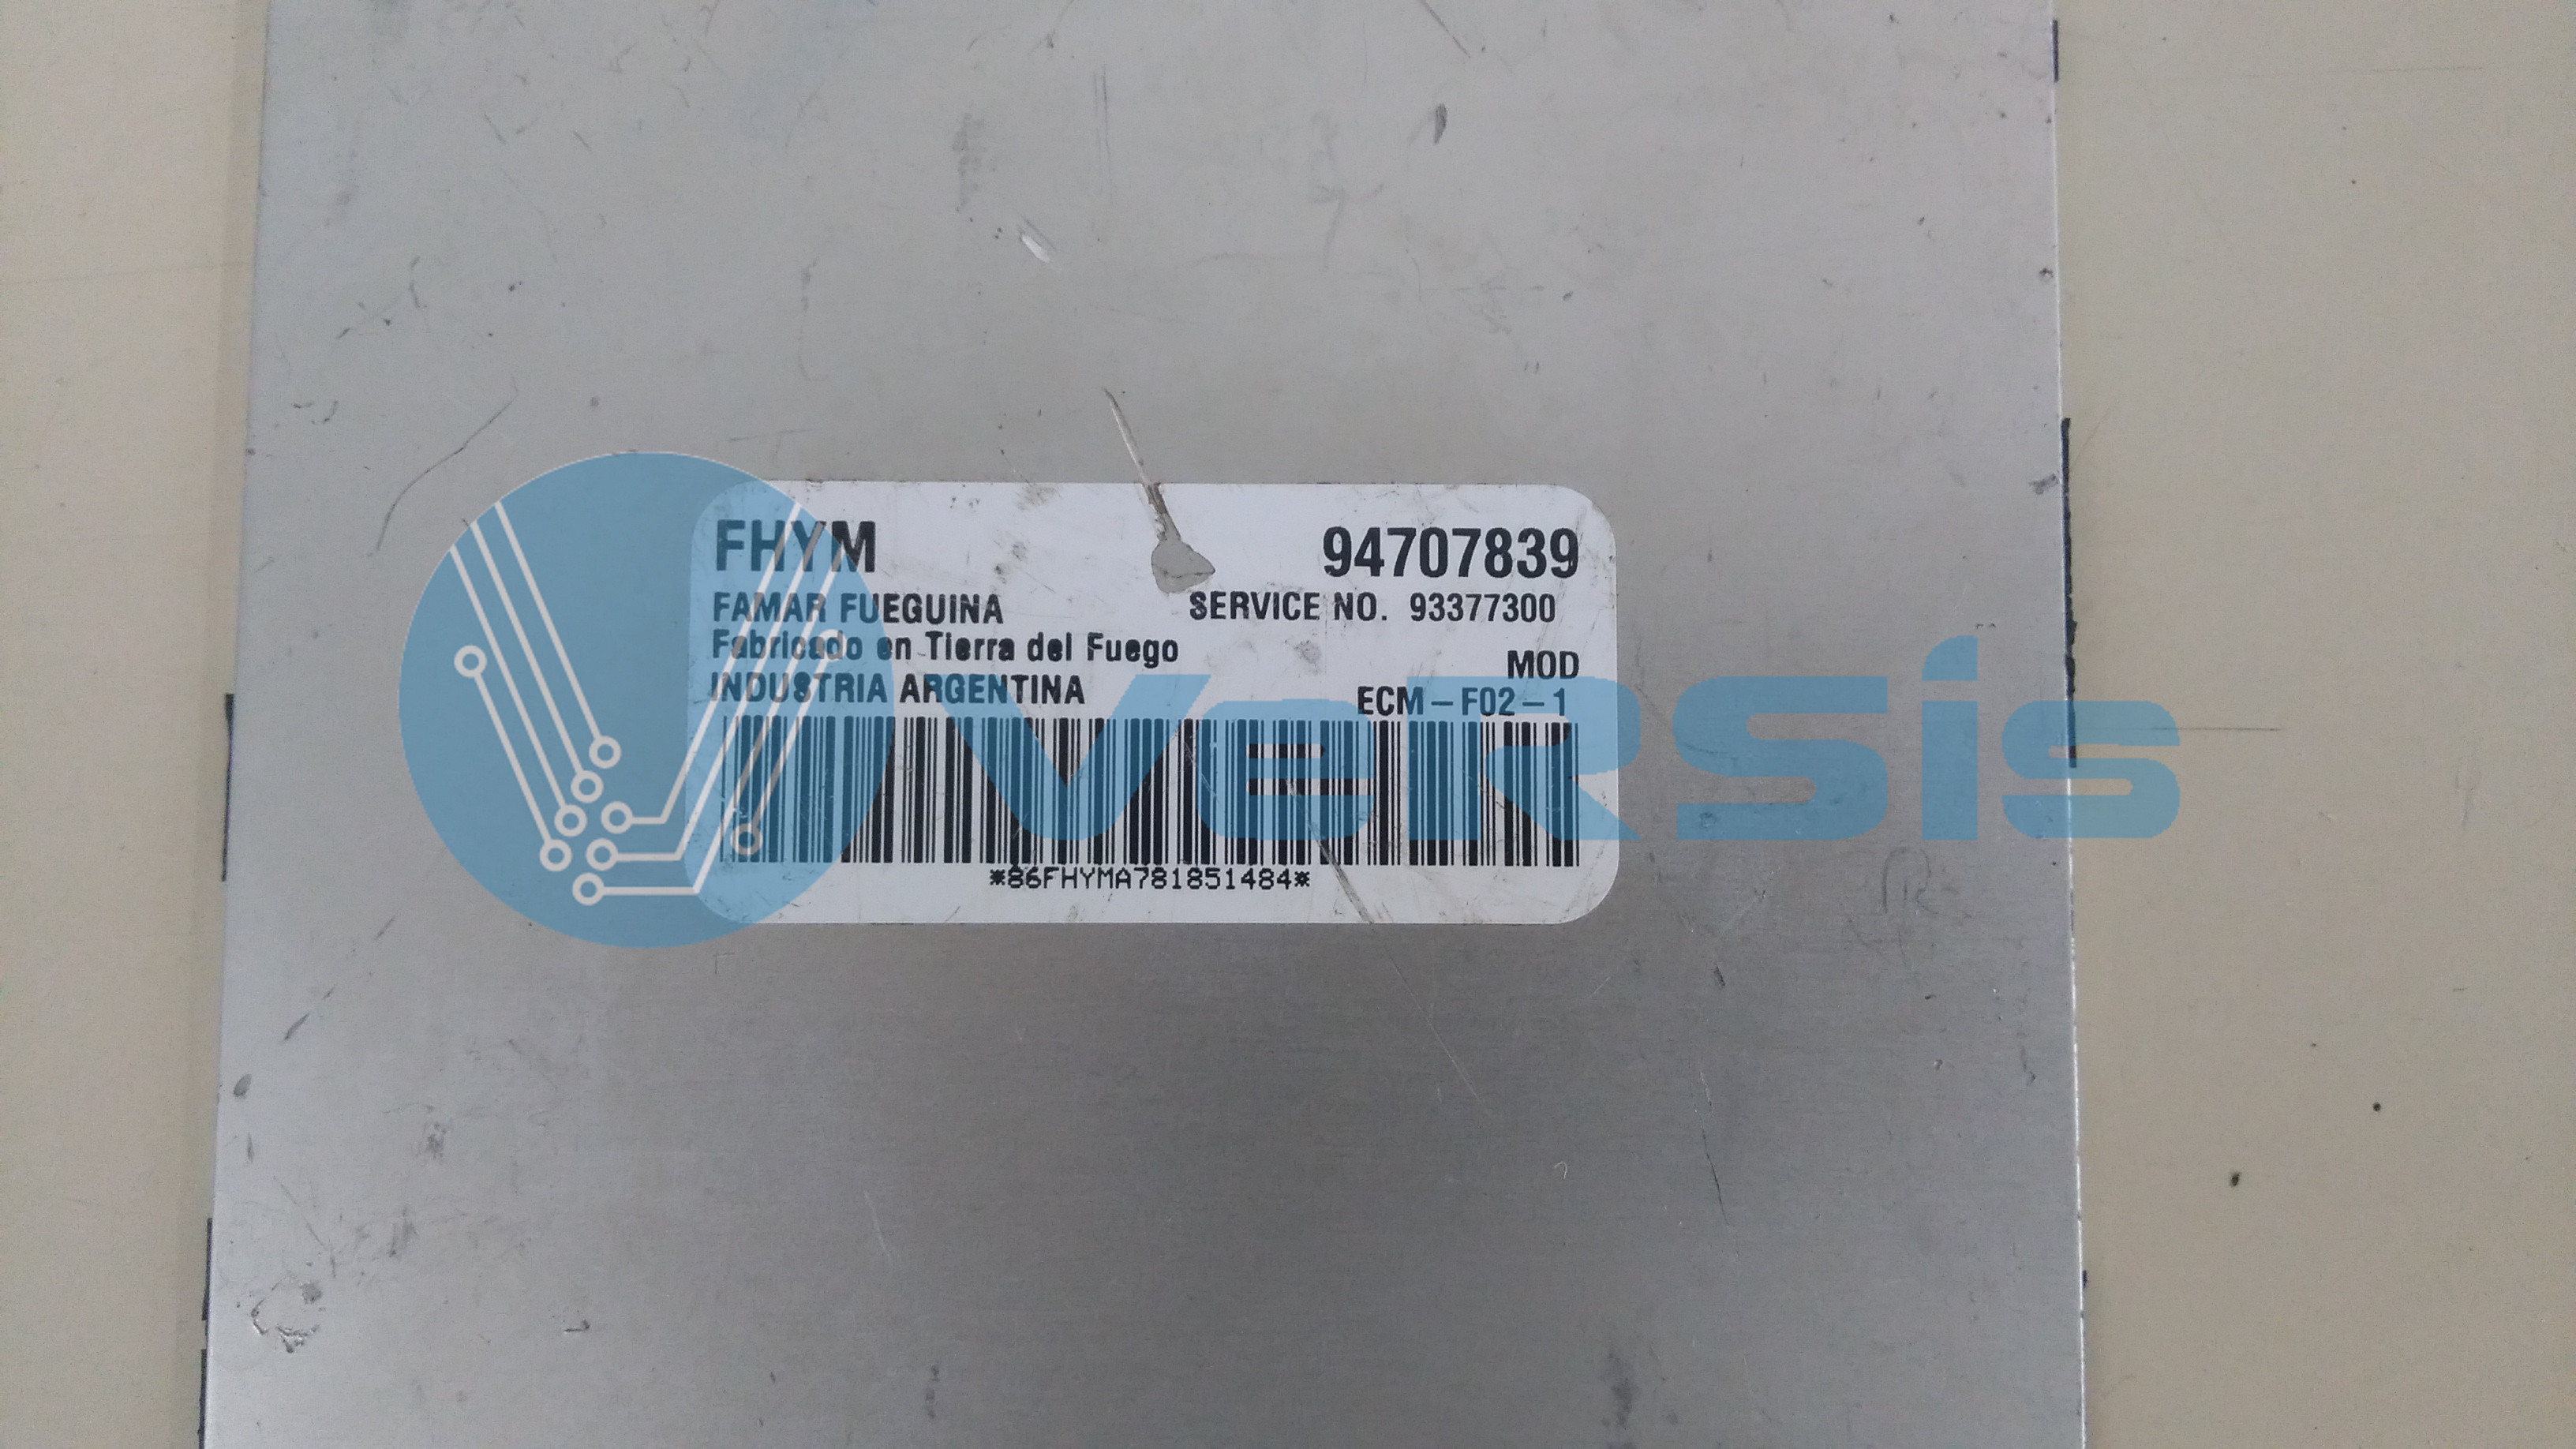 FHYM 94707839
FAMAR FUEGUINA SERVICE NO. 93377300
Fabricado en Tierra del Fuego
INDUSTRIA ARGENTINA MOD
ECM-F02-1
*86FHYMA781851484*
VeRSis